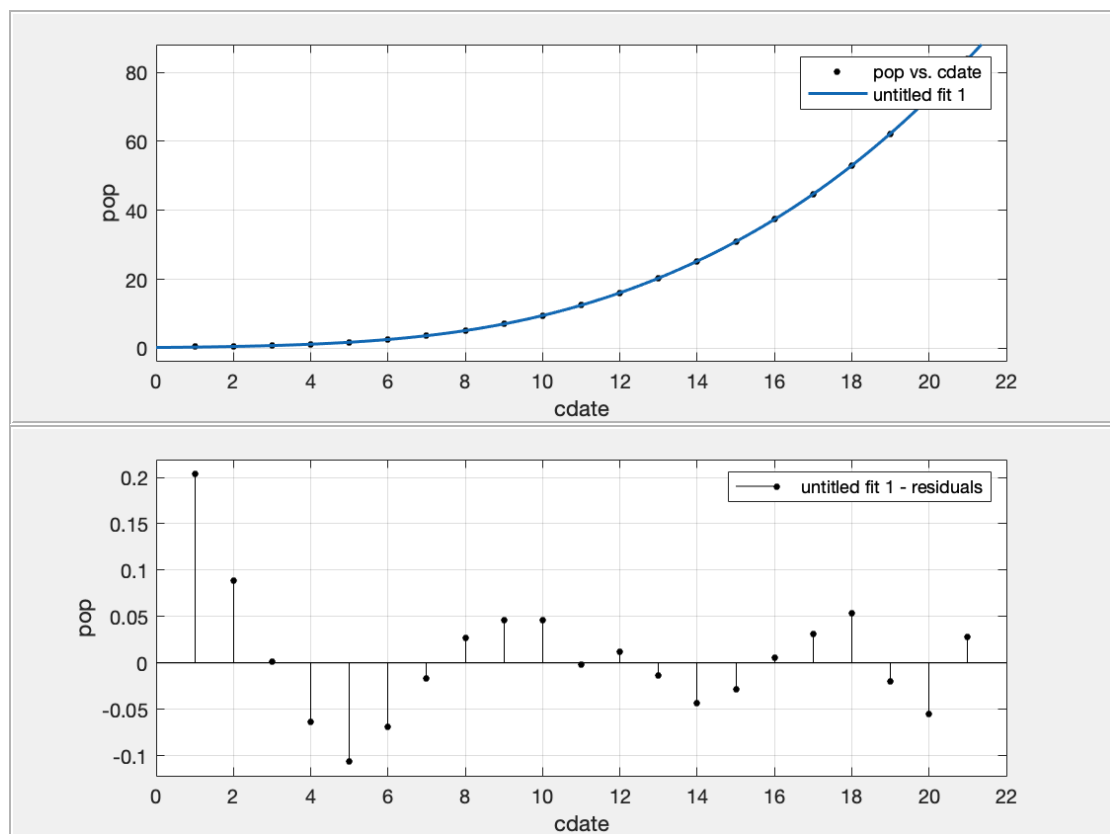 80
60
40
20
0
pop
pop vs. cdate
untitled fit 1
0 2 4 6 8 10 12 14 16 18 20 22
cdate
0.2
0.15
0.1
0.05
0
-0.05
-0.1
pop
untitled fit 1 - residuals
0 2 4 6 8 10 12 14 16 18 20 22
cdate